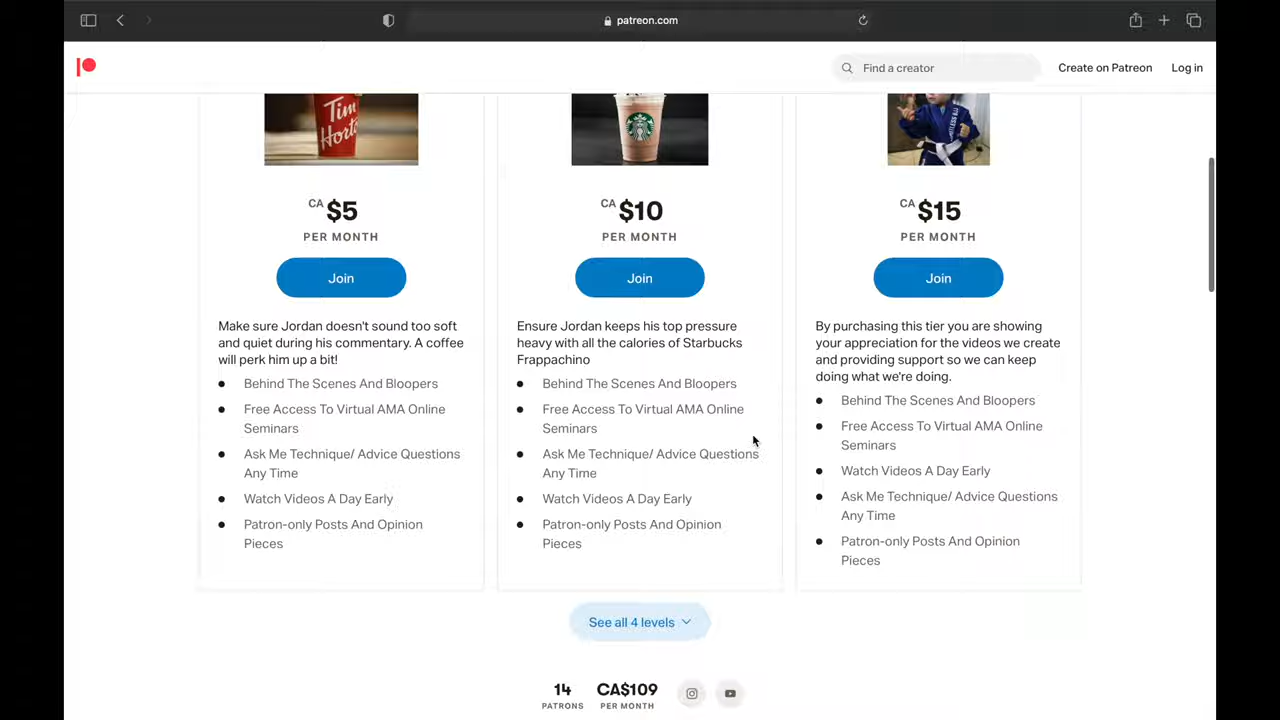 patreon.com
Find a creator
Create on Patreon
Log in
Tim
Horto
CA $5
PER MONTH
Join
Make sure Jordan doesn't sound too soft
and quiet during his commentary. A coffee
will perk him up a bit!
Behind The Scenes And Bloopers
Free Access To Virtual AMA Online
Seminars
Ask Me Technique/ Advice Questions
Any Time
Watch Videos A Day Early
Patron-only Posts And Opinion
Pieces
CA $10
PER MONTH
Join
Ensure Jordan keeps his top pressure
heavy with all the calories of Starbucks
Frappachino
Behind The Scenes And Bloopers
Free Access To Virtual AMA Online
Seminars
Ask Me Technique/ Advice Questions
Any Time
Watch Videos A Day Early
Patron-only Posts And Opinion
Pieces
CA $15
PER MONTH
Join
By purchasing this tier you are showing
your appreciation for the videos we create
and providing support so we can keep
doing what we're doing.
Behind The Scenes And Bloopers
Free Access To Virtual AMA Online
Seminars
Watch Videos A Day Early
Ask Me Technique/ Advice Questions
Any Time
Patron-only Posts And Opinion
Pieces
See all 4 levels
14
PATRONS
CA$109
PER MONTH